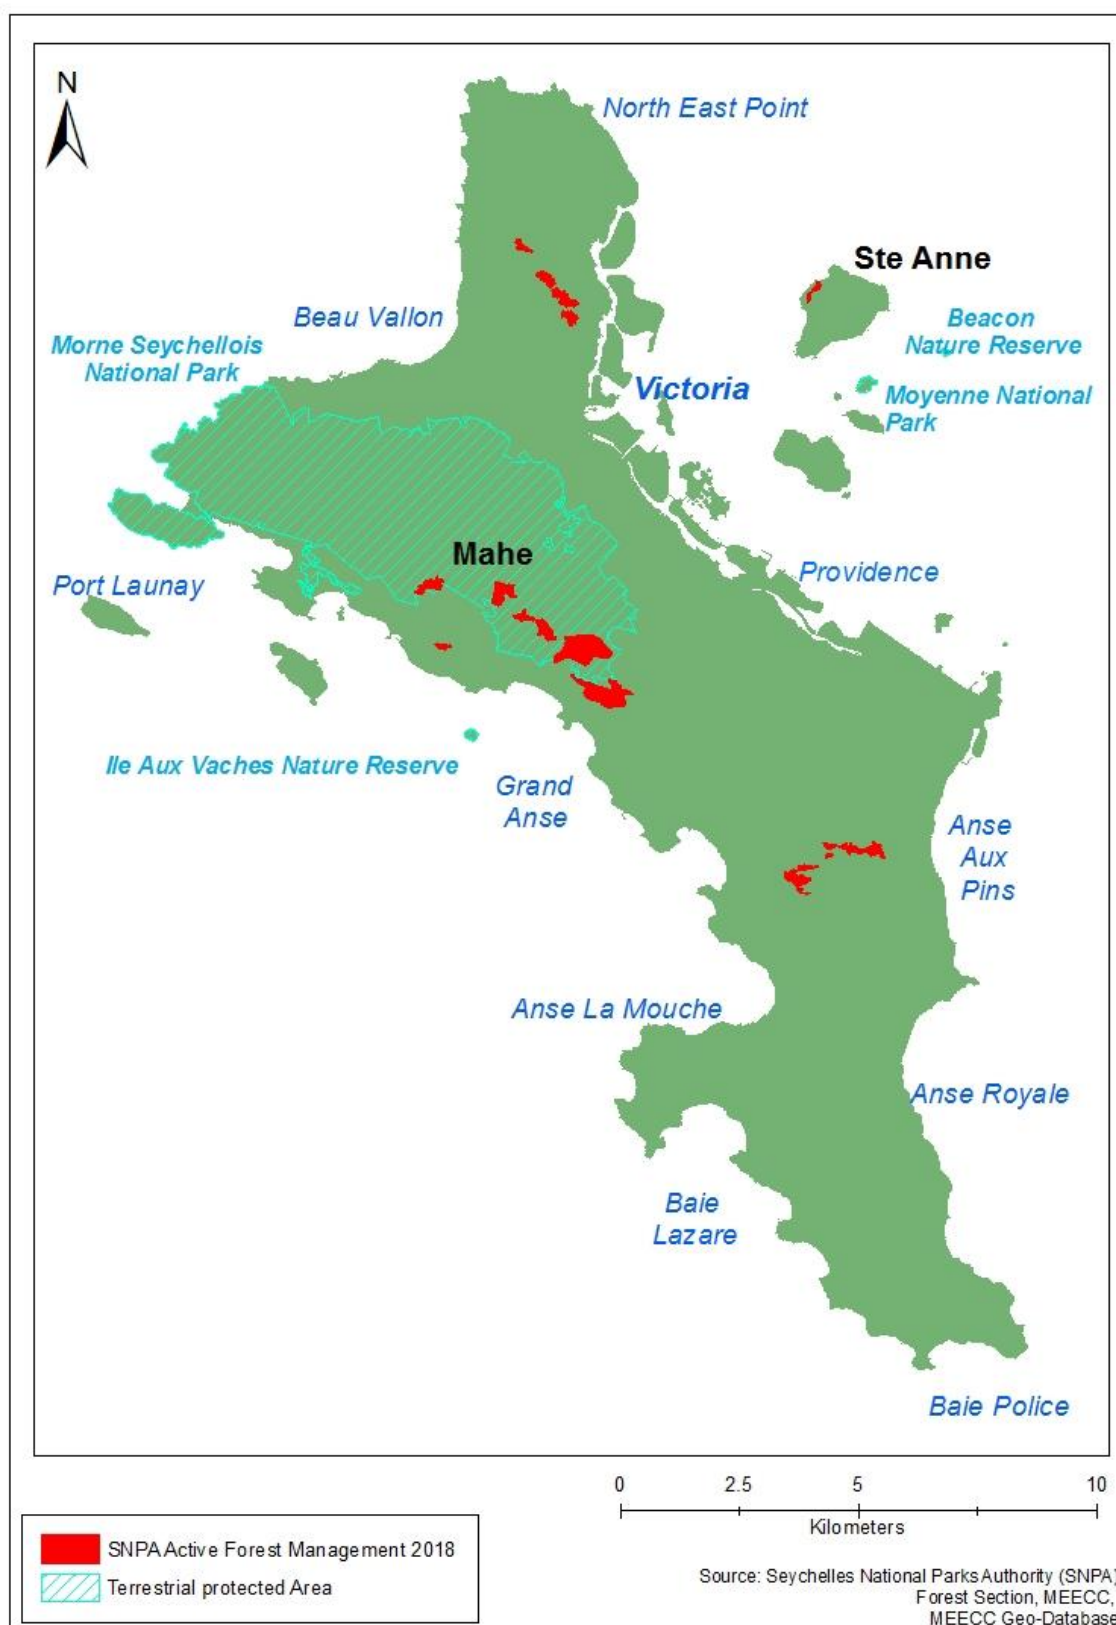 N
North East Point
Ste Anne
Beau Vallon
Beacon
Nature Reserve
Morne Seychellois
National Park
Victoria
Moyenne National
Park
Mahe
Port Launay
Providence
Ile Aux Vaches Nature Reserve
Grand
Anse
Anse
Aux
Pins
Anse La Mouche
Anse Royale
Baie
Lazare
Baie Police
0 2.5 5 10
Kilometers
SNPA Active Forest Management 2018
Terrestrial protected Area
Source: Seychelles National Parks Authority (SNPA)
Forest Section, MEECC,
MEECC Geo-Database